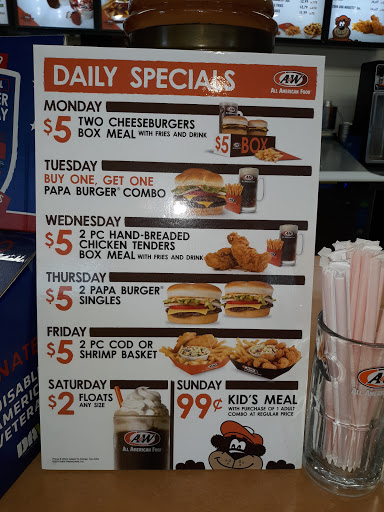 DAILY SPECIALS
A&W
ALL AMERICAN FOOD
MONDAY
$5 TWO CHEESEBURGERS
BOX MEAL WITH FRIES AND DRINK
$5 BOX
TUESDAY
BUY ONE, GET ONE
PAPA BURGER® COMBO
WEDNESDAY
$5 2 PC HAND-BREADED
CHICKEN TENDERS
BOX MEAL WITH FRIES AND DRINK
THURSDAY
$5 2 PAPA BURGER®
SINGLES
FRIDAY
$5 2 PC COD OR
SHRIMP BASKET
SATURDAY
$2 FLOATS
ANY SIZE
A&W
ALL AMERICAN FOOD
SUNDAY
99¢ KID'S MEAL
WITH PURCHASE OF 1 ADULT
COMBO AT REGULAR PRICE
A&W
ALL AMERICAN FOOD